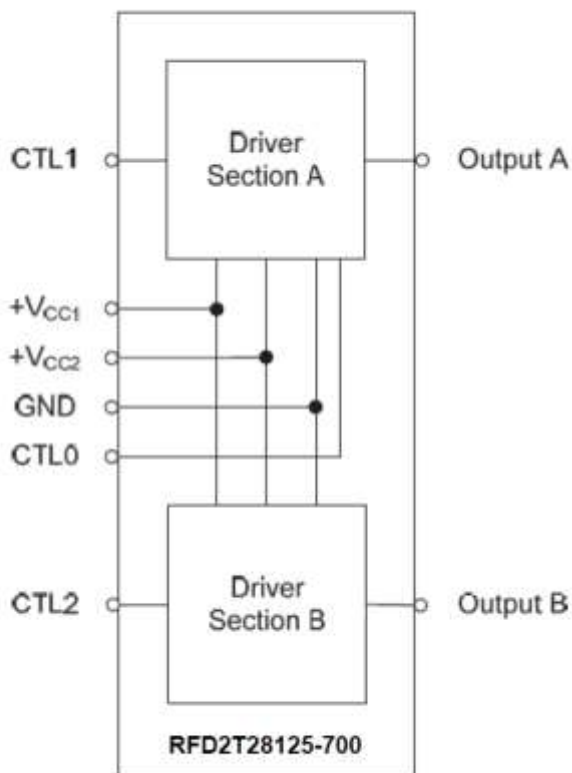 CTL1
Driver
Section A
Output A
+VCC1
+VCC2
GND
CTL0
CTL2
Driver
Section B
Output B
RFD2T28125-700